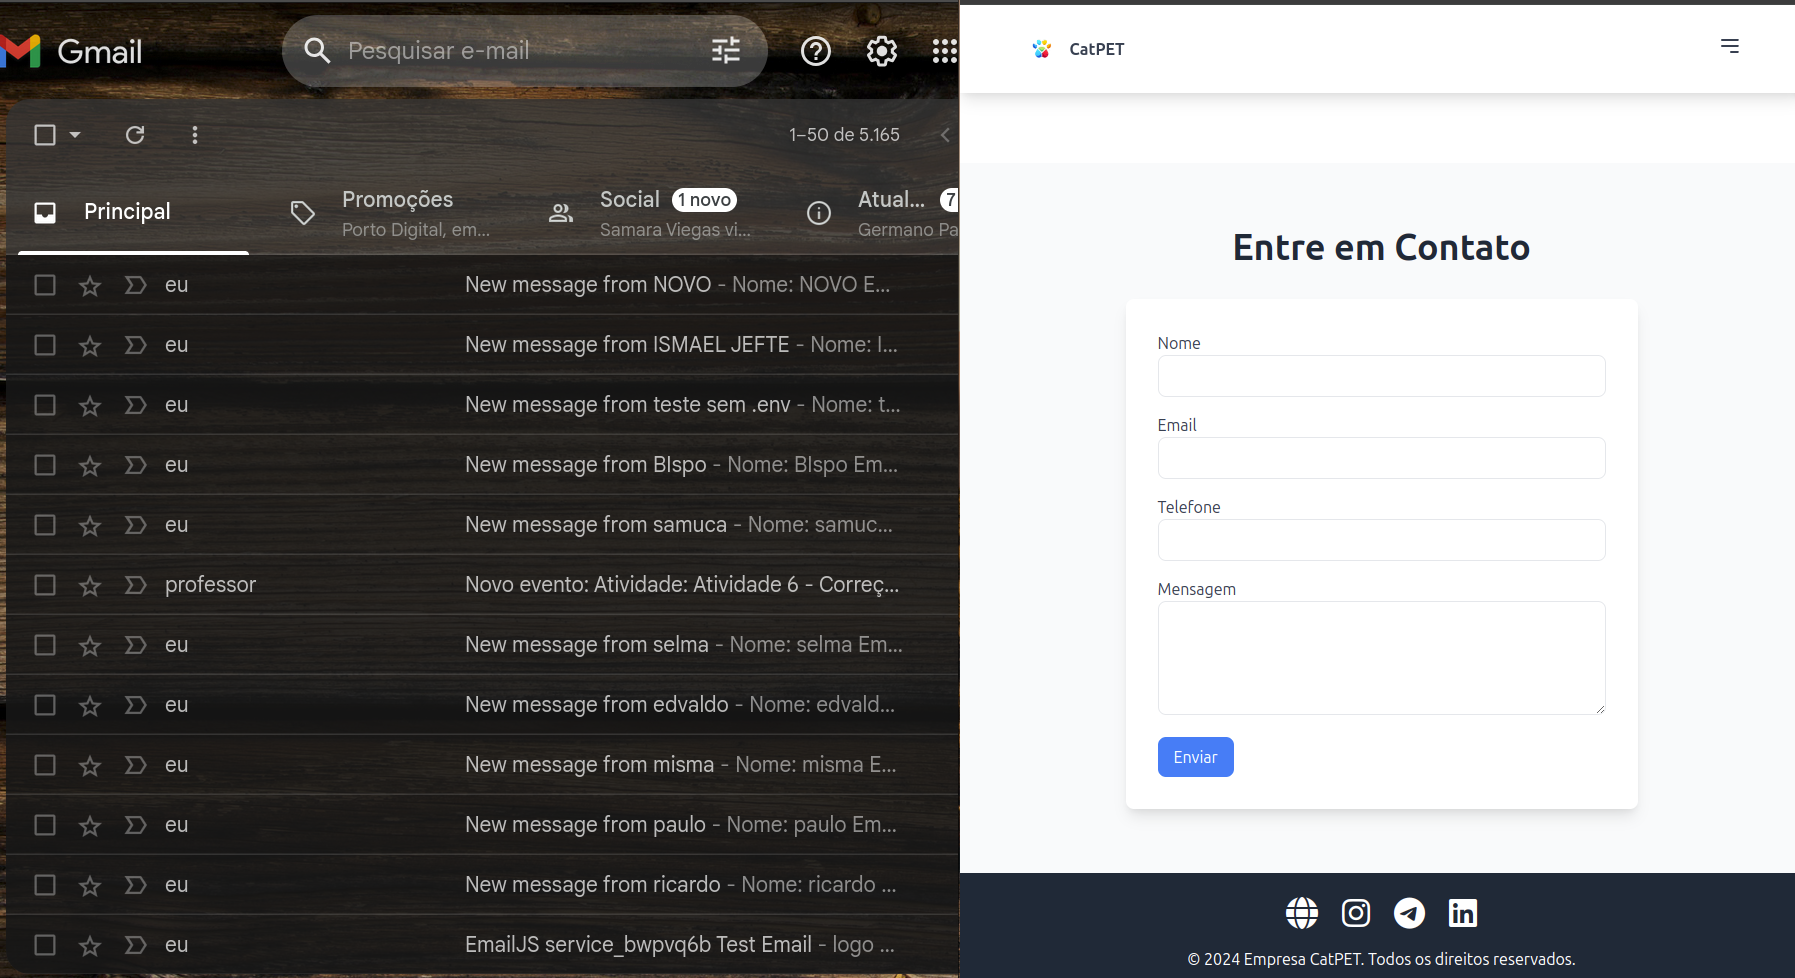 Gmail
Pesquisar e-mail
1–50 de 5.165
Principal
Promoções
Porto Digital, em...
Social 1 novo
Samara Viegas vi...
Atual... 7
Germano Pa
eu New message from NOVO - Nome: NOVO E...
eu New message from ISMAEL JEFTE - Nome: I...
eu New message from teste sem .env - Nome: t...
eu New message from BIspo - Nome: BIspo Em...
eu New message from samuca - Nome: samuc...
professor Novo evento: Atividade: Atividade 6 - Correç...
eu New message from selma - Nome: selma Em...
eu New message from edvaldo - Nome: edvald...
eu New message from misma - Nome: misma E...
eu New message from paulo - Nome: paulo Em...
eu New message from ricardo - Nome: ricardo ...
eu EmailJS service_bwpvq6b Test Email - logo ...
CatPET
Entre em Contato
Nome
Email
Telefone
Mensagem
Enviar
© 2024 Empresa CatPET. Todos os direitos reservados.